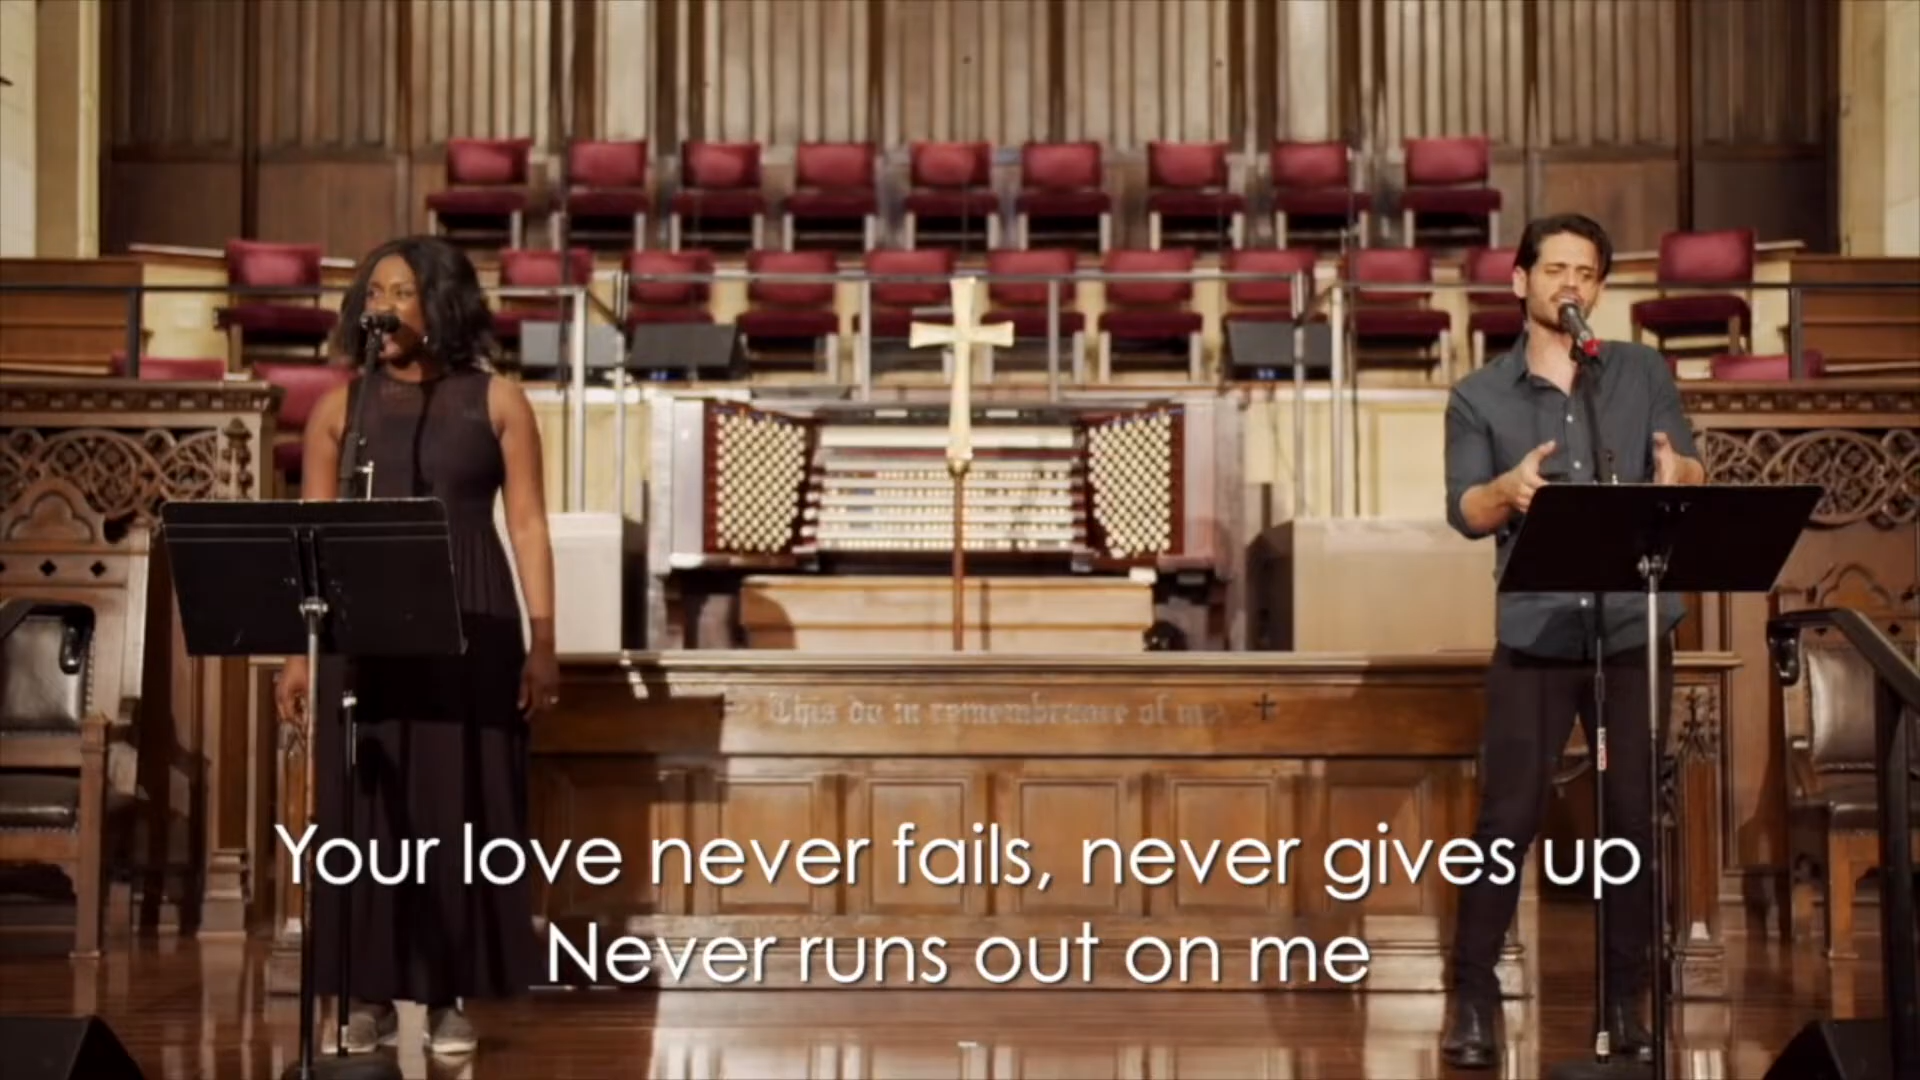 This do in remembrance of me
Your love never fails, never gives up
Never runs out on me